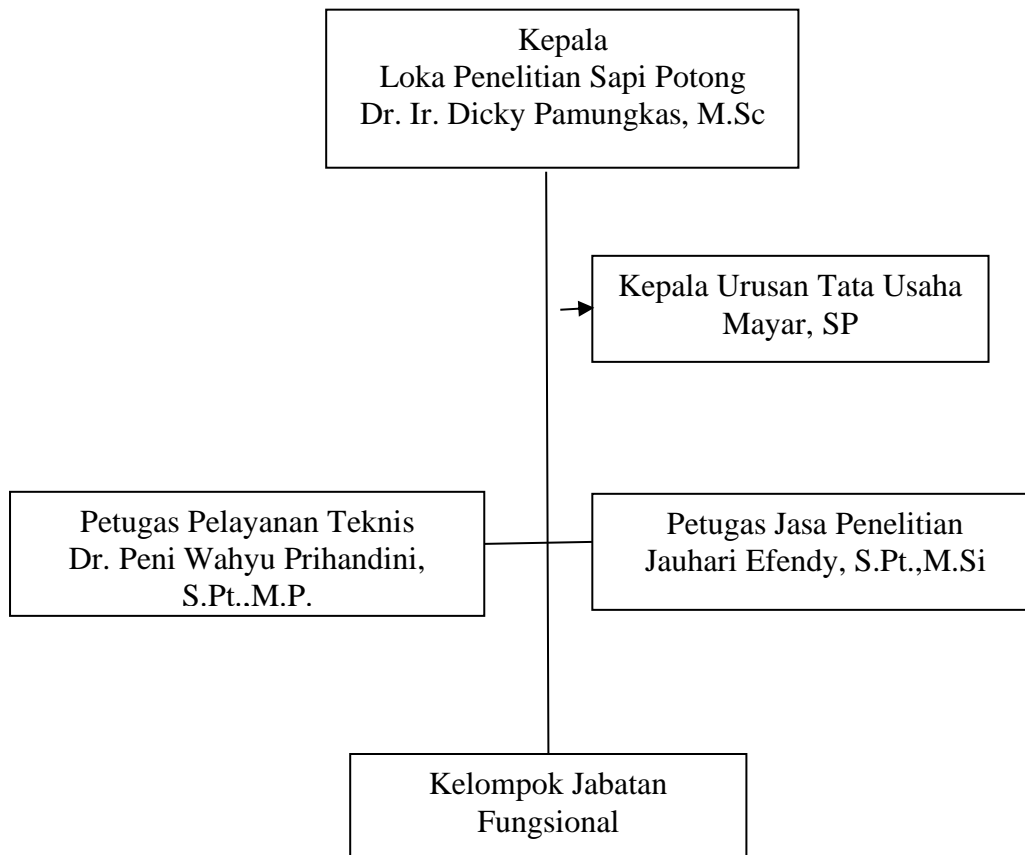 Kepala
Loka Penelitian Sapi Potong
Dr. Ir. Dicky Pamungkas, M.Sc
Kepala Urusan Tata Usaha
Mayar, SP
Petugas Pelayanan Teknis
Dr. Peni Wahyu Prihandini,
S.Pt..M.P.
Petugas Jasa Penelitian
Jauhari Efendy, S.Pt.,M.Si
Kelompok Jabatan
Fungsional